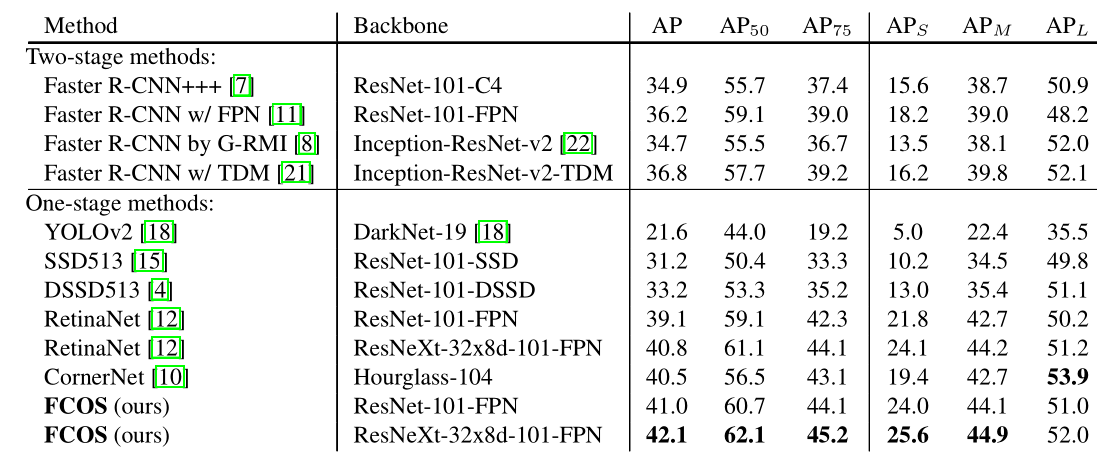 Method Backbone AP AP50 AP75 APS APM APL
Two-stage methods:
Faster R-CNN+++ [7] ResNet-101-C4 34.9 55.7 37.4 15.6 38.7 50.9
Faster R-CNN w/ FPN [11] ResNet-101-FPN 36.2 59.1 39.0 18.2 39.0 48.2
Faster R-CNN by G-RMI [8] Inception-ResNet-v2 [22] 34.7 55.5 36.7 13.5 38.1 52.0
Faster R-CNN w/ TDM [21] Inception-ResNet-v2-TDM 36.8 57.7 39.2 16.2 39.8 52.1
One-stage methods:
YOLOv2 [18] DarkNet-19 [18] 21.6 44.0 19.2 5.0 22.4 35.5
SSD513 [15] ResNet-101-SSD 31.2 50.4 33.3 10.2 34.5 49.8
DSSD513 [4] ResNet-101-DSSD 33.2 53.3 35.2 13.0 35.4 51.1
RetinaNet [12] ResNet-101-FPN 39.1 59.1 42.3 21.8 42.7 50.2
RetinaNet [12] ResNeXt-32x8d-101-FPN 40.8 61.1 44.1 24.1 44.2 51.2
CornerNet [10] Hourglass-104 40.5 56.5 43.1 19.4 42.7 53.9
FCOS (ours) ResNet-101-FPN 41.0 60.7 44.1 24.0 44.1 51.0
FCOS (ours) ResNeXt-32x8d-101-FPN 42.1 62.1 45.2 25.6 44.9 52.0